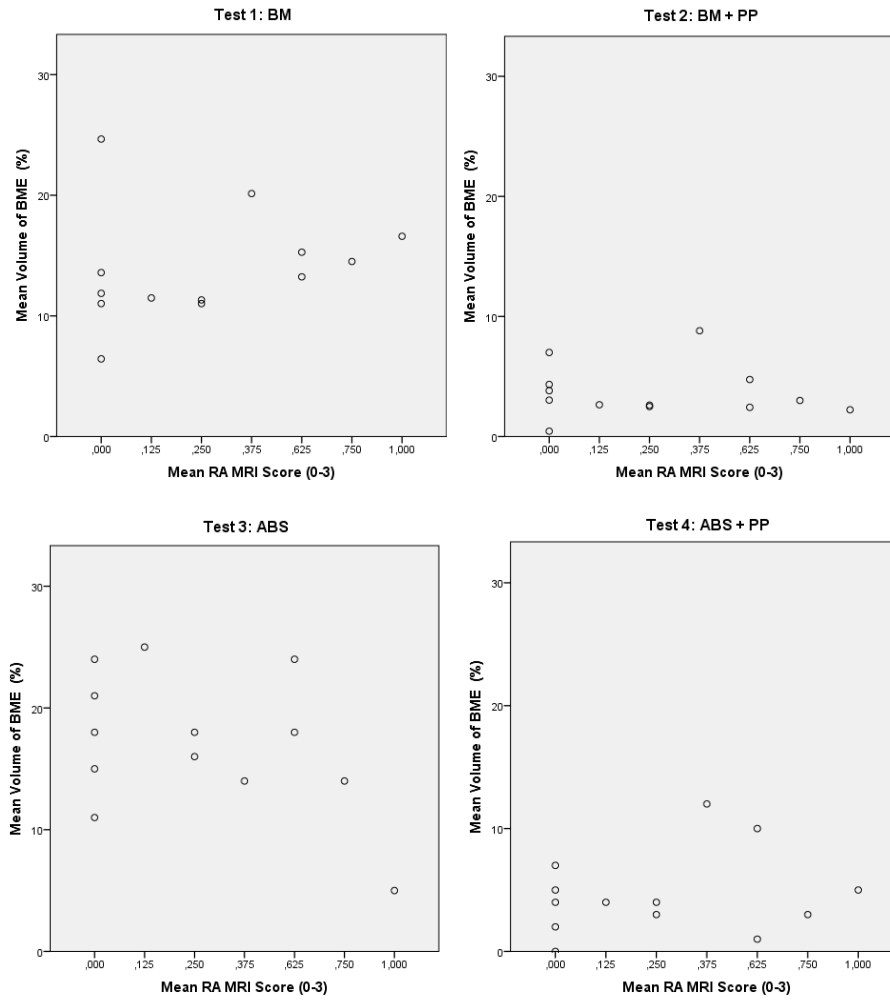 Test 1: BM
Mean Volume of BME (%)
30
20
10
0
,000 ,125 ,250 ,375 ,625 ,750 1,000
Mean RA MRI Score (0-3)
Test 2: BM + PP
Mean Volume of BME (%)
30
20
10
0
,000 ,125 ,250 ,375 ,625 ,750 1,000
Mean RA MRI Score (0-3)
Test 3: ABS
Mean Volume of BME (%)
30
20
10
0
,000 ,125 ,250 ,375 ,625 ,750 1,000
Mean RA MRI Score (0-3)
Test 4: ABS + PP
Mean Volume of BME (%)
30
20
10
0
,000 ,125 ,250 ,375 ,625 ,750 1,000
Mean RA MRI Score (0-3)